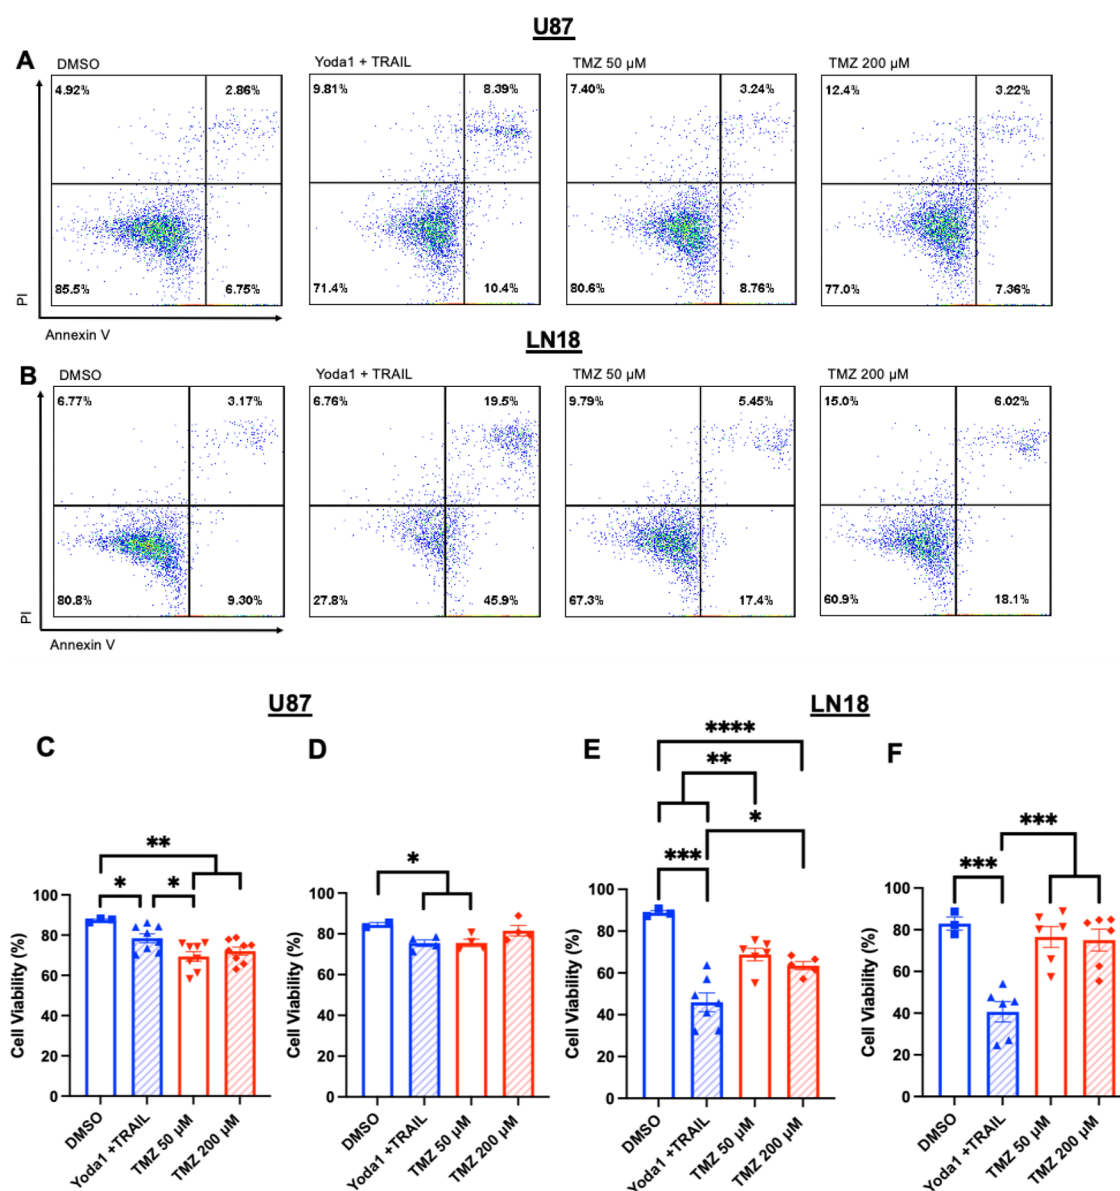 U87
A
DMSO
Yoda1 + TRAIL
TMZ 50 µM
TMZ 200 µM
4.92%
2.86%
9.81%
8.39%
7.40%
3.24%
12.4%
3.22%
85.5%
6.75%
71.4%
10.4%
80.6%
8.76%
77.0%
7.36%
PI
Annexin V
LN18
B
DMSO
Yoda1 + TRAIL
TMZ 50 µM
TMZ 200 µM
6.77%
3.17%
6.76%
19.5%
9.79%
5.45%
15.0%
6.02%
80.8%
9.30%
27.8%
45.9%
67.3%
17.4%
60.9%
18.1%
PI
Annexin V
U87
LN18
C
**
*
*
100
80
60
40
20
0
Cell Viability (%)
DMSO
Yoda1 +TRAIL
TMZ 50 µM
TMZ 200 µM
D
*
100
80
60
40
20
0
Cell Viability (%)
DMSO
Yoda1 +TRAIL
TMZ 50 µM
TMZ 200 µM
E
****
**
*
***
100
80
60
40
20
0
Cell Viability (%)
DMSO
Yoda1 +TRAIL
TMZ 50 µM
TMZ 200 µM
F
***
***
100
80
60
40
20
0
Cell Viability (%)
DMSO
Yoda1 +TRAIL
TMZ 50 µM
TMZ 200 µM